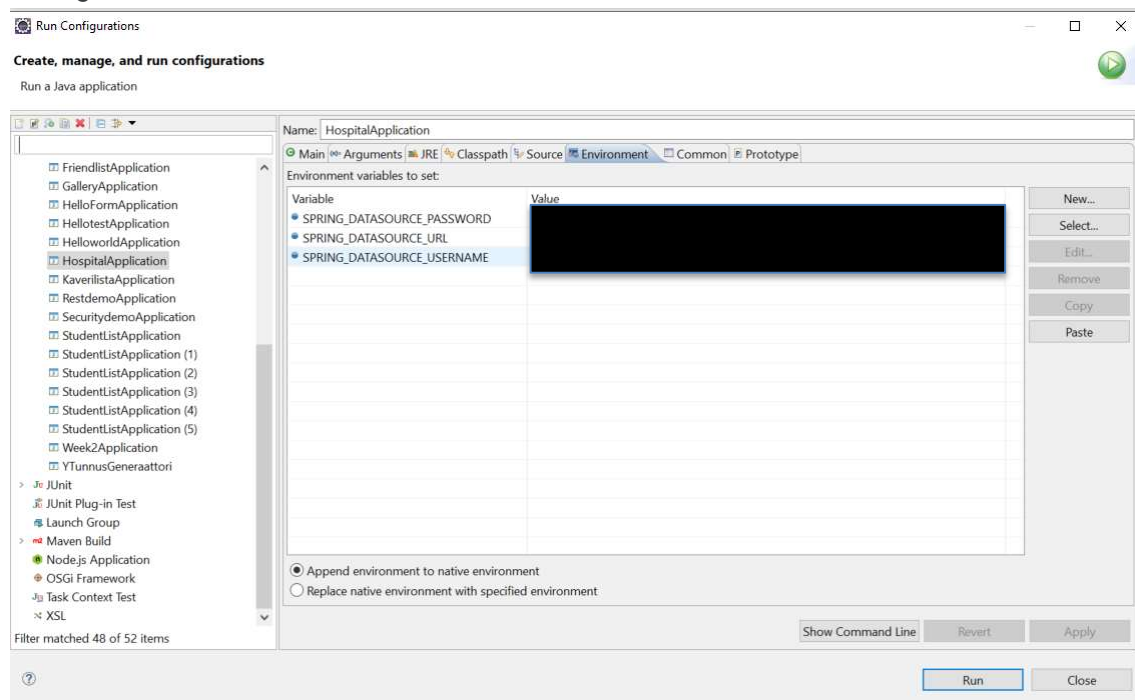 Run Configurations
Create, manage, and run configurations
Run a Java application
FriendlistApplication
GalleryApplication
HelloFormApplication
HellotestApplication
HelloworldApplication
HospitalApplication
KaverilistaApplication
RestdemoApplication
SecuritydemoApplication
StudentListApplication
StudentListApplication (1)
StudentListApplication (2)
StudentListApplication (3)
StudentListApplication (4)
StudentListApplication (5)
Week2Application
YTunnusGeneraattori
JUnit
JUnit Plug-in Test
Launch Group
Maven Build
Node.js Application
OSGi Framework
Task Context Test
XSL
Filter matched 48 of 52 items
Name: HospitalApplication
Main Arguments JRE Classpath Source Environment Common Prototype
Environment variables to set:
Variable Value
SPRING_DATASOURCE_PASSWORD
SPRING_DATASOURCE_URL
SPRING_DATASOURCE_USERNAME
New...
Select...
Edit...
Remove
Copy
Paste
Append environment to native environment
Replace native environment with specified environment
Show Command Line Revert Apply
Run Close